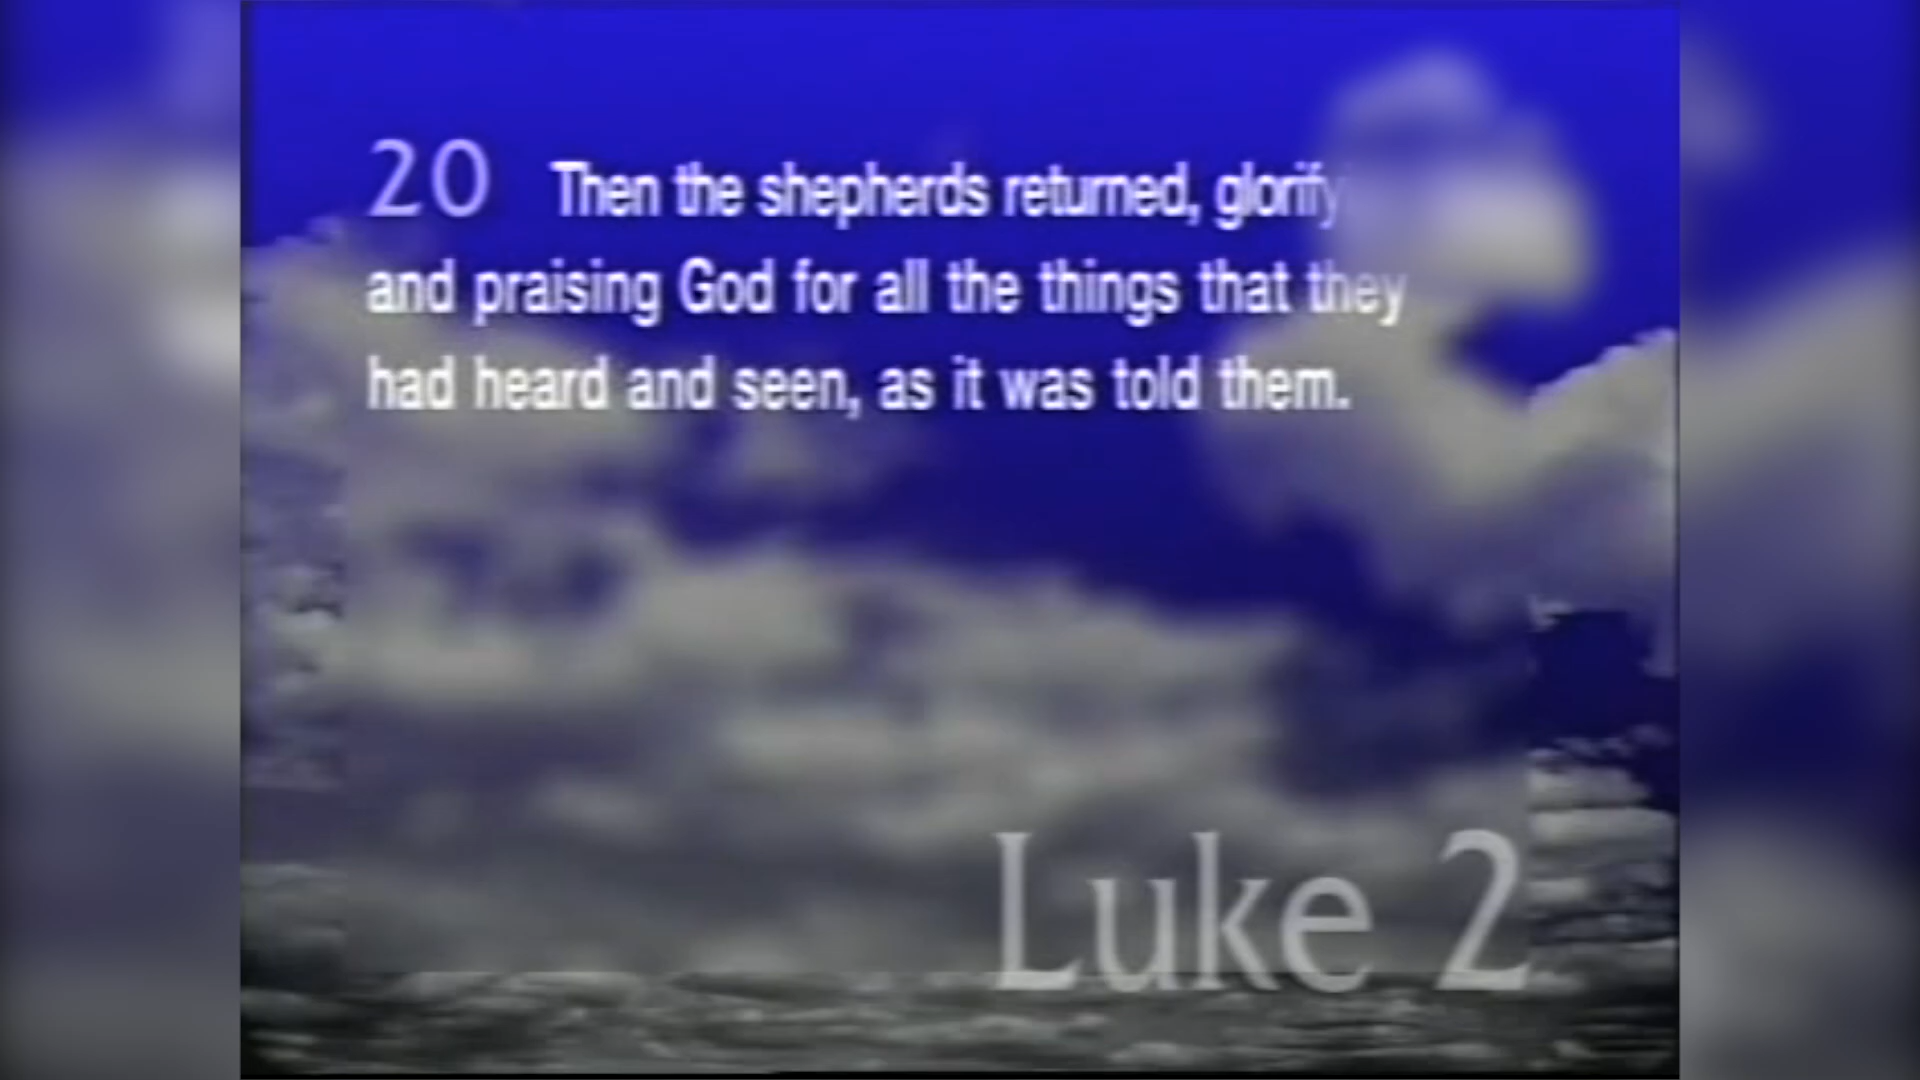 20 Then the shepherds returned, glorify
and praising God for all the things that they
had heard and seen, as it was told them.
Luke 2